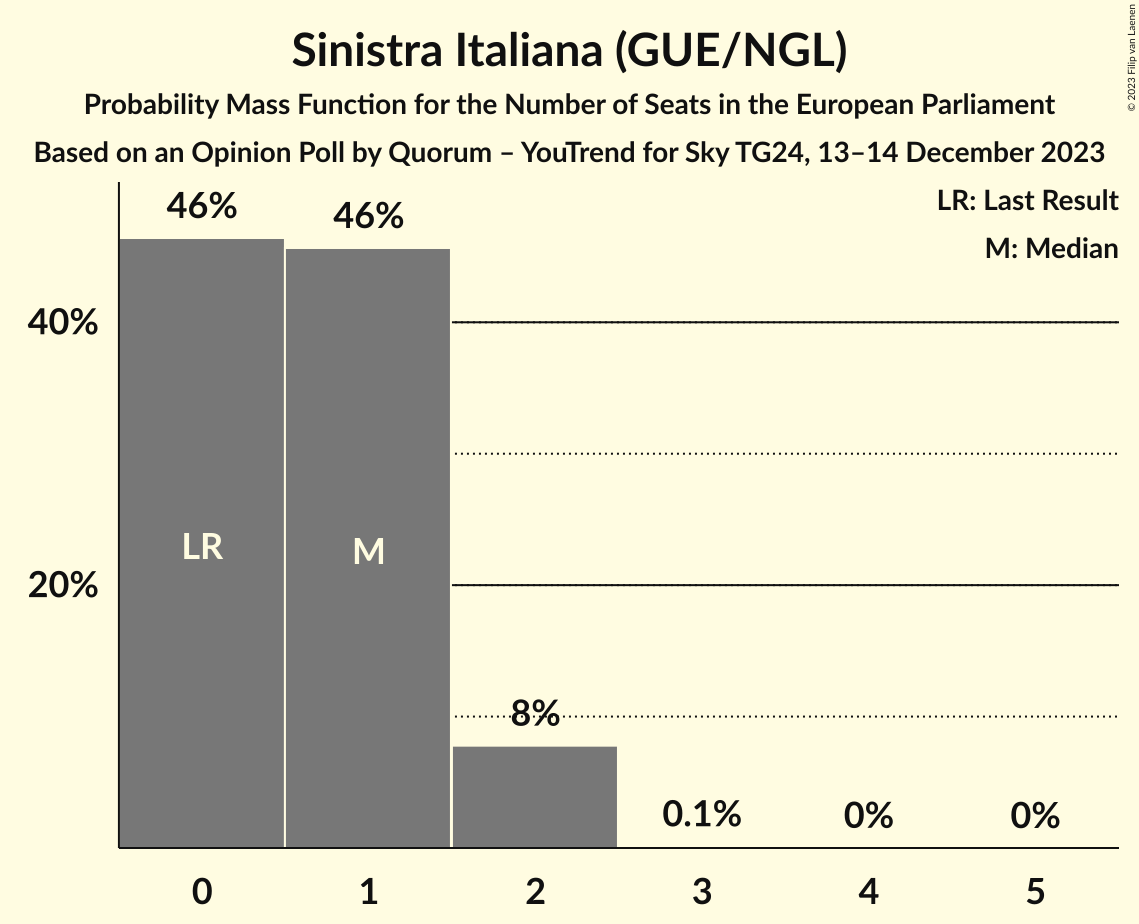 Sinistra Italiana (GUE/NGL)
Probability Mass Function for the Number of Seats in the European Parliament
Based on an Opinion Poll by Quorum – YouTrend for Sky TG24, 13–14 December 2023
© 2023 Filip van Laenen
LR: Last Result
M: Median
46%
46%
40%
LR
M
20%
8%
0.1%
0%
0%
0
1
2
3
4
5